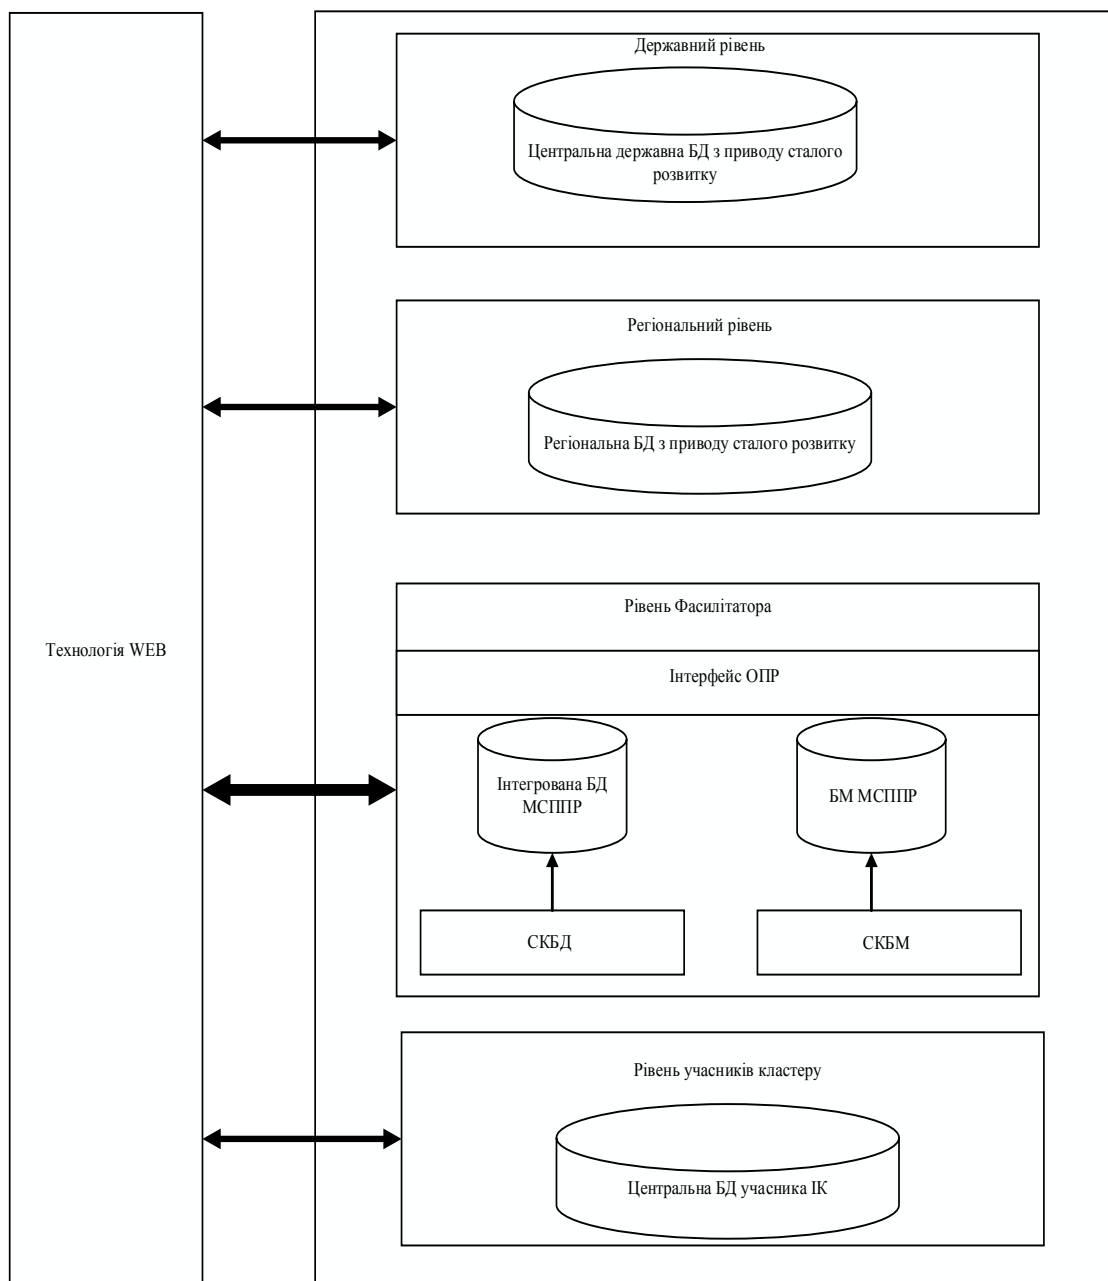 Державний рівень
Центральна державна БД з приводу сталого
розвитку
Регіональний рівень
Регіональна БД з приводу сталого розвитку
Рівень Фасилітатора
Технологія WEB
Інтерфейс ОПР
Інтегрована БД
МСППР
БМ МСППР
СКБД
СКБМ
Рівень учасників кластеру
Центральна БД учасника ІК